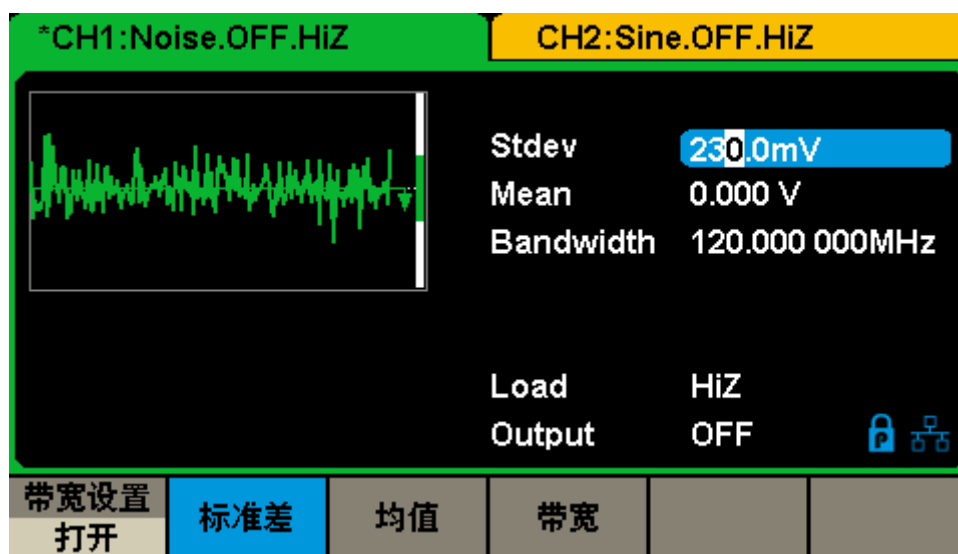 *CH1:Noise.OFF.HiZ
CH2:Sine.OFF.HiZ
Stdev 230.0mV
Mean 0.000 V
Bandwidth 120.000 000MHz
Load HiZ
Output OFF
P
带宽设置
打开
标准差
均值
带宽